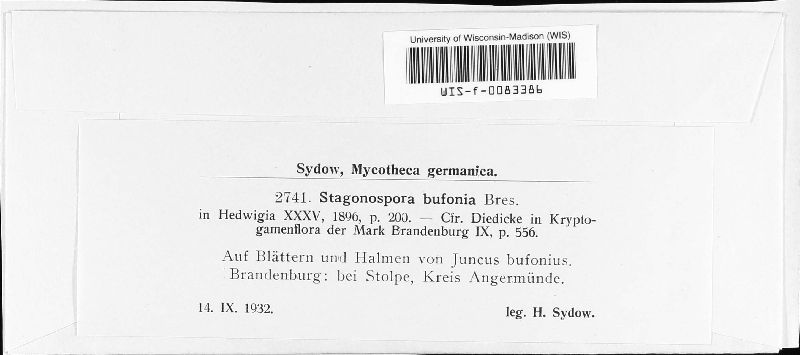 University of Wisconsin-Madison (WIS)
WIS-f-0083386
Sydow, Mycotheca germanica.
2741. Stagonospora bufonia Bres.
in Hedwigia XXXV, 1896, p. 200. — Cfr. Diedicke in Krypto-
gamenflora der Mark Brandenburg IX, p. 556.
Auf Blättern und Halmen von Juncus bufonius.
Brandenburg: bei Stolpe, Kreis Angermünde.
14. IX. 1932. leg. H. Sydow.